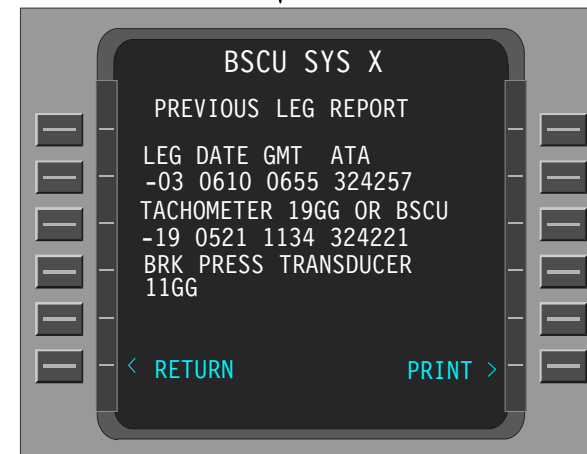 BSCU SYS X
PREVIOUS LEG REPORT
LEG DATE GMT ATA
-03 0610 0655 324257
TACHOMETER 19GG OR BSCU
-19 0521 1134 324221
BRK PRESS TRANSDUCER
11GG
< RETURN PRINT >